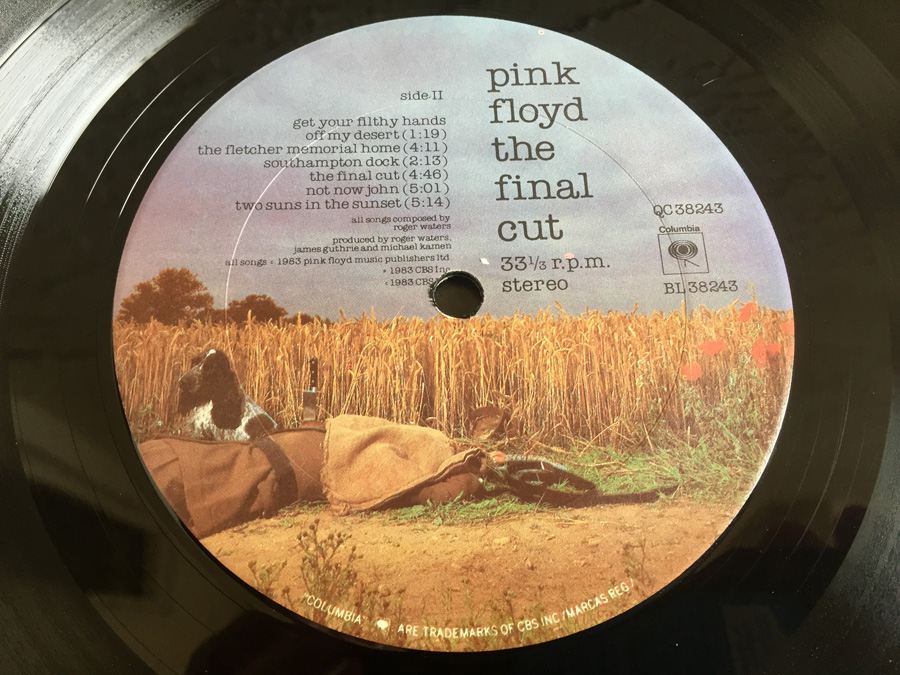 side II
get your filthy hands
off my desert (1:19)
the fletcher memorial home (4:11)
southampton dock (2:13)
the final cut (4:46)
not now john (5:01)
two suns in the sunset (5:14)
all songs composed by
roger waters
produced by roger waters,
james guthrie and michael kamen
all songs © 1983 pink floyd music publishers ltd
℗ 1983 CBS Inc
© 1983 CBS
pink
floyd
the
final
cut
33⅓ r.p.m.
stereo
QC 38243
Columbia
BL 38243
"COLUMBIA", ARE TRADEMARKS OF CBS INC./MARCAS REG.